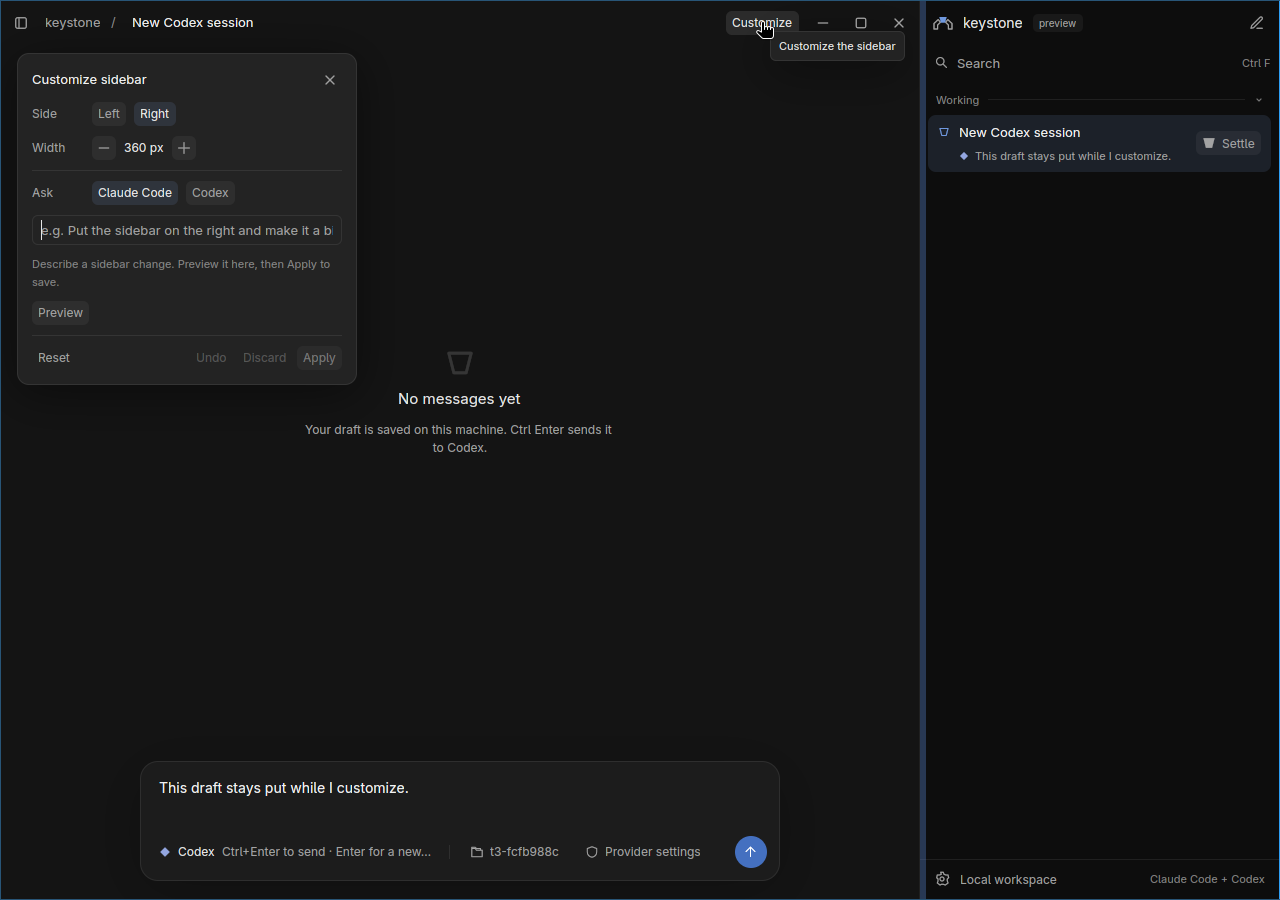 keystone / New Codex session
Customize
Customize the sidebar
Customize sidebar
Side Left Right
Width 360 px
Ask Claude Code Codex
e.g. Put the sidebar on the right and make it a bi
Describe a sidebar change. Preview it here, then Apply to
save.
Preview
Reset Undo Discard Apply
No messages yet
Your draft is saved on this machine. Ctrl Enter sends it
to Codex.
This draft stays put while I customize.
Codex Ctrl+Enter to send · Enter for a new... t3-fcfb988c Provider settings
keystone preview
Search Ctrl F
Working
New Codex session
This draft stays put while I customize.
Settle
Local workspace Claude Code + Codex